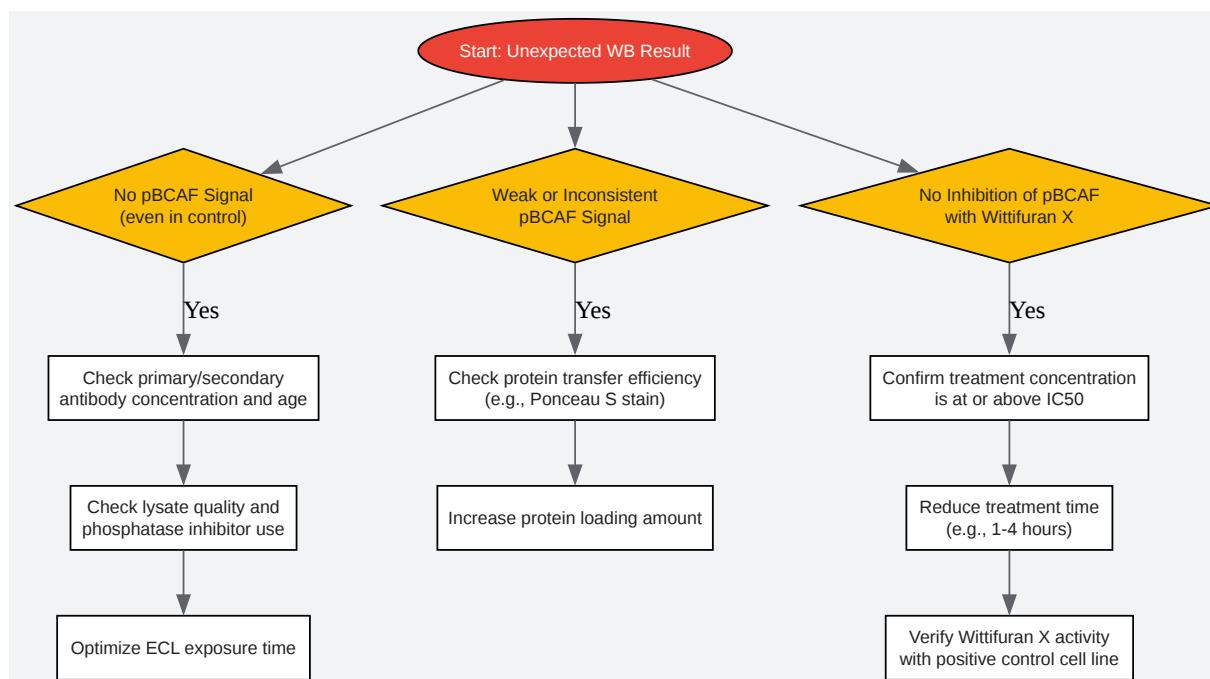 Start: Unexpected WB Result
No pBCAF Signal
(even in control)
Weak or Inconsistent
pBCAF Signal
No Inhibition of pBCAF
with Wittifuran X
Yes
Yes
Yes
Check primary/secondary
antibody concentration and age
Check protein transfer efficiency
(e.g., Ponceau S stain)
Confirm treatment concentration
is at or above IC50
Check lysate quality and
phosphatase inhibitor use
Increase protein loading amount
Reduce treatment time
(e.g., 1-4 hours)
Optimize ECL exposure time
Verify Wittifuran X activity
with positive control cell line